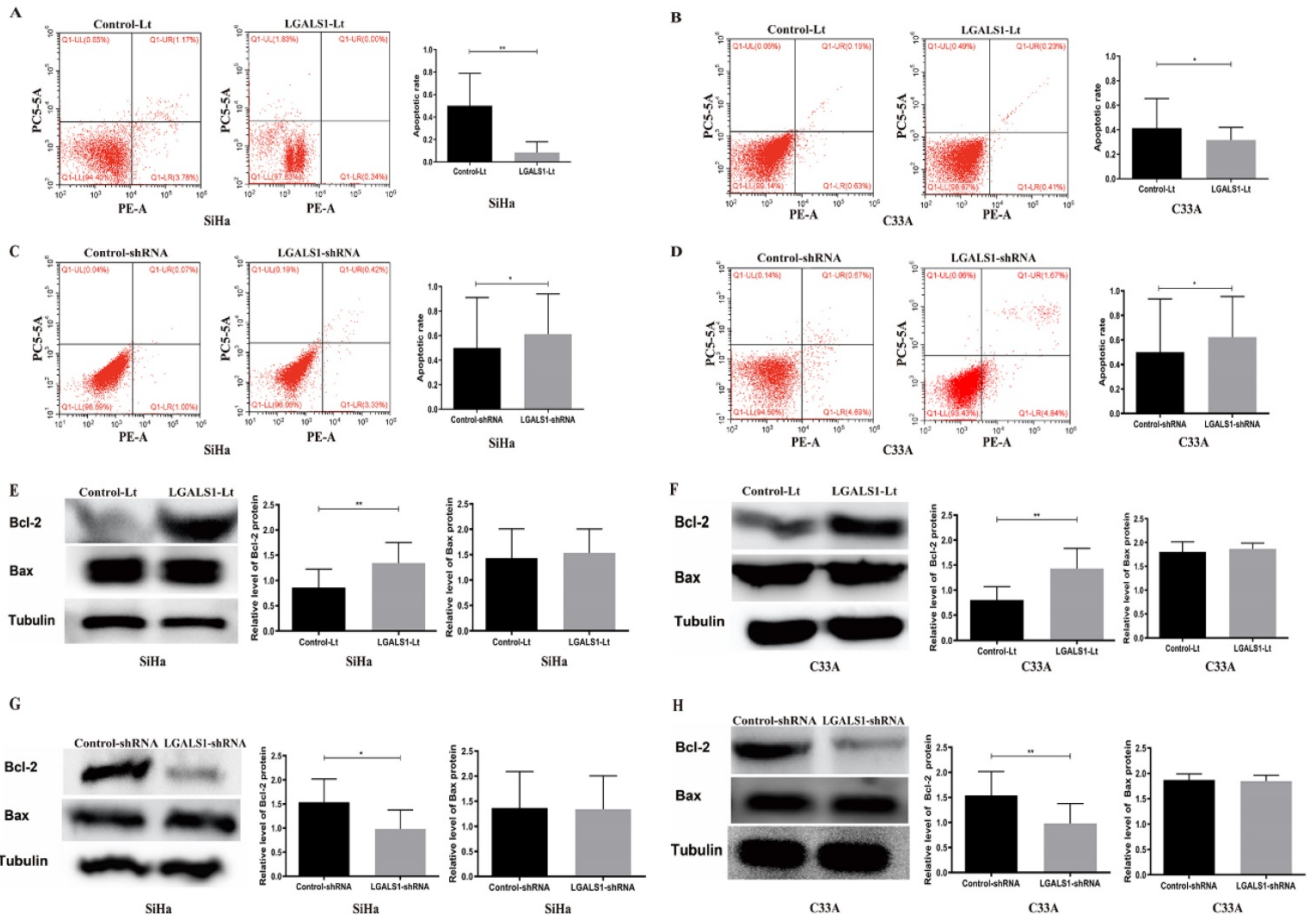 A
Control-Lt
LGALS1-Lt
Q1-UL(0.65%)
Q1-UR(1.17%)
Q1-LL(94.40%)
Q1-LR(3.78%)
Q1-UL(1.83%)
Q1-UR(0.00%)
Q1-LR(0.34%)
PC5-5A
PE-A
SiHa
Apoptotic rate
**
Control-Lt
LGALS1-Lt
SiHa
B
Control-Lt
LGALS1-Lt
Q1-UR(0.19%)
Q1-LL(99.14%)
Q1-LR(0.63%)
Q1-UL(0.49%)
Q1-UR(0.23%)
Q1-LR(0.41%)
PC5-5A
PE-A
C33A
Apoptotic rate
*
Control-Lt
LGALS1-Lt
C33A
C
Control-shRNA
LGALS1-shRNA
Q1-UL(0.04%)
Q1-UR(0.07%)
Q1-LR(1.00%)
Q1-UL(0.19%)
Q1-UR(0.42%)
Q1-LR(3.33%)
PC5-5A
PE-A
SiHa
Apoptotic rate
*
Control-shRNA
LGALS1-shRNA
SiHa
D
Control-shRNA
LGALS1-shRNA
Q1-UL(0.14%)
Q1-UR(0.67%)
Q1-LL(94.50%)
Q1-LR(4.69%)
Q1-UL(0.06%)
Q1-UR(1.67%)
Q1-LL(93.43%)
Q1-LR(4.84%)
PC5-5A
PE-A
C33A
Apoptotic rate
*
Control-shRNA
LGALS1-shRNA
C33A
E
Control-Lt LGALS1-Lt
Bcl-2
Bax
Tubulin
SiHa
Relative level of Bcl-2 protein
**
Control-Lt
LGALS1-Lt
SiHa
Relative level of Bax protein
Control-Lt
LGALS1-Lt
SiHa
F
Control-Lt LGALS1-Lt
Bcl-2
Bax
Tubulin
C33A
Relative level of Bcl-2 protein
**
Control-Lt
LGALS1-Lt
C33A
Relative level of Bax protein
Control-Lt
LGALS1-Lt
C33A
G
Control-shRNA LGALS1-shRNA
Bcl-2
Bax
Tubulin
SiHa
Relative level of Bcl-2 protein
*
Control-shRNA
LGALS1-shRNA
SiHa
Relative level of Bax protein
Control-shRNA
LGALS1-shRNA
SiHa
H
Control-shRNA LGALS1-shRNA
Bcl-2
Bax
Tubulin
C33A
Relative level of Bcl-2 protein
**
Control-shRNA
LGALS1-shRNA
C33A
Relative level of Bax protein
Control-shRNA
LGALS1-shRNA
C33A